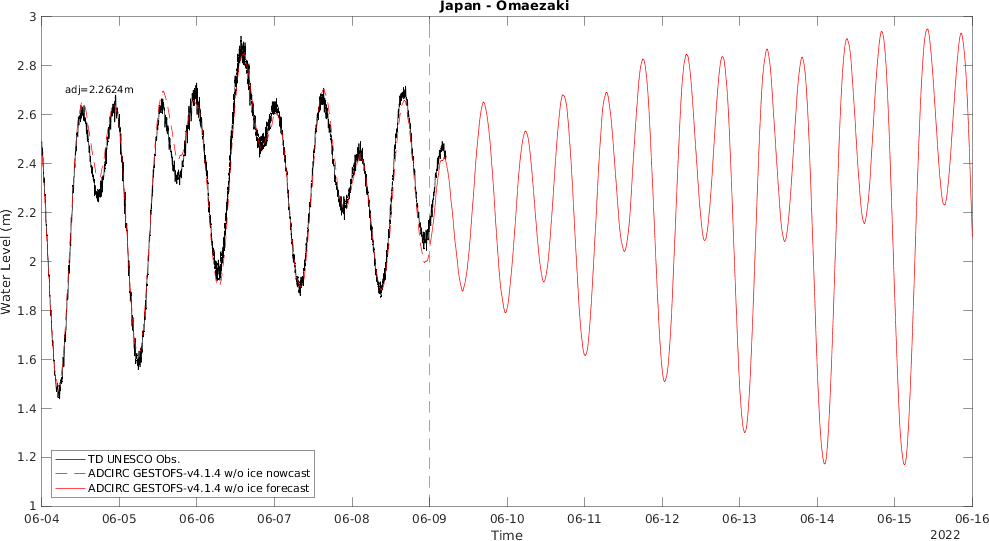 Japan - Omaezaki
3
2.8
2.6
2.4
2.2
2
1.8
1.6
1.4
1.2
1
Water Level (m)
adj=2.2624m
TD UNESCO Obs.
ADCIRC GESTOFS-v4.1.4 w/o ice nowcast
ADCIRC GESTOFS-v4.1.4 w/o ice forecast
06-04 06-05 06-06 06-07 06-08 06-09 06-10 06-11 06-12 06-13 06-14 06-15 06-16
Time
2022